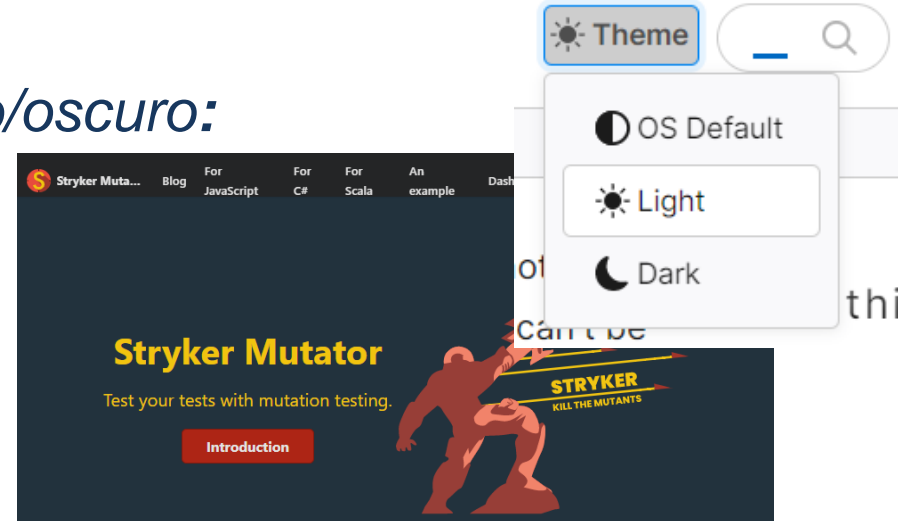 Theme
o/oscuro:
OS Default
Light
Dark
thi
can't be
Stryker Muta...
Blog
For JavaScript
For C#
For Scala
An example
Dash
Stryker Mutator
Test your tests with mutation testing.
Introduction
STRYKER
KILL THE MUTANTS